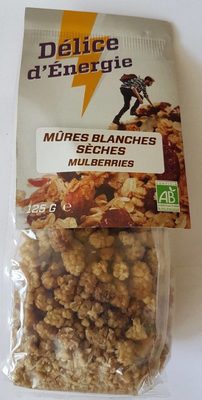 Délice
d'Énergie
MÛRES BLANCHES
SÈCHES
MULBERRIES
AB
125 G e